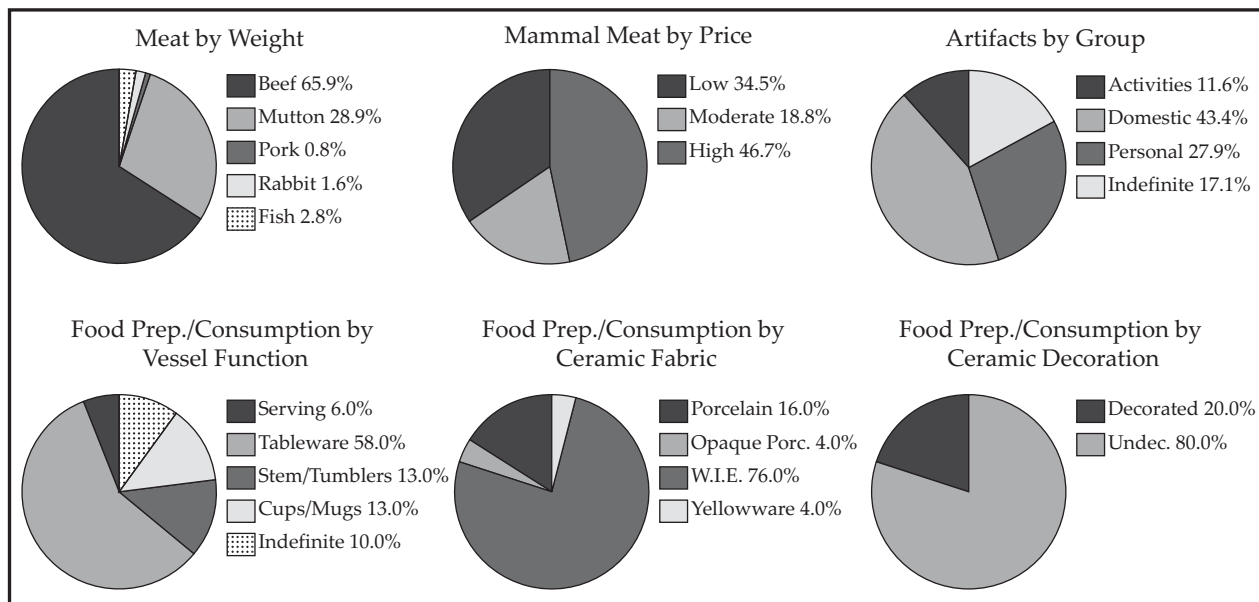 Meat by Weight
Beef 65.9%
Mutton 28.9%
Pork 0.8%
Rabbit 1.6%
Fish 2.8%
Mammal Meat by Price
Low 34.5%
Moderate 18.8%
High 46.7%
Artifacts by Group
Activities 11.6%
Domestic 43.4%
Personal 27.9%
Indefinite 17.1%
Food Prep./Consumption by
Vessel Function
Serving 6.0%
Tableware 58.0%
Stem/Tumblers 13.0%
Cups/Mugs 13.0%
Indefinite 10.0%
Food Prep./Consumption by
Ceramic Fabric
Porcelain 16.0%
Opaque Porc. 4.0%
W.I.E. 76.0%
Yellowware 4.0%
Food Prep./Consumption by
Ceramic Decoration
Decorated 20.0%
Undec. 80.0%